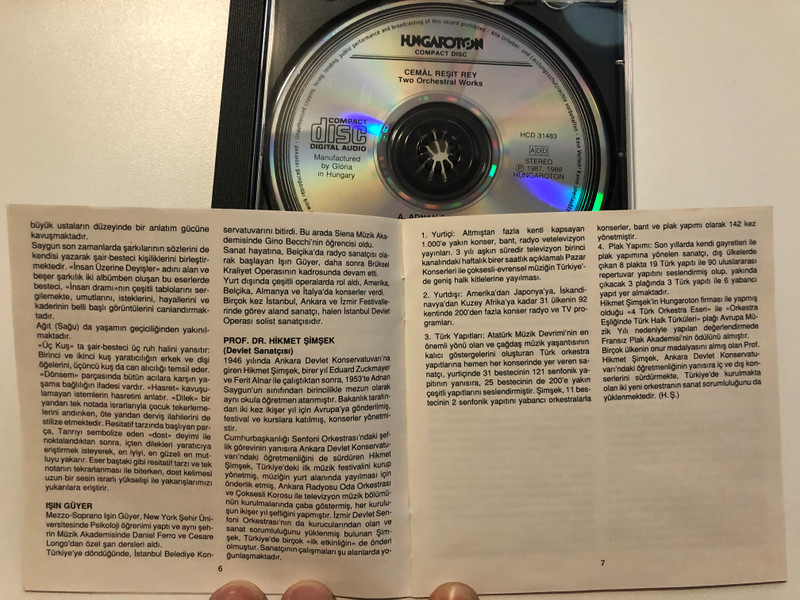 HUNGAROTON
COMPACT DISC
CEMÂL REŞIT REY
Two Orchestral Works
COMPACT
disc
DIGITAL AUDIO
Manufactured
by Glória
in Hungary
HCD 31483
ADD
STEREO
(P) 1987, 1988
HUNGAROTON
büyük ustaların düzeyinde bir anlatım gücüne
kavuşmaktadır.
Saygun son zamanlarda şarkılarının sözlerini de
kendisi yazarak şair-besteci kişiliklerini birleştir-
mektedir. «İnsan Üzerine Deyişler» adını alan ve
beşer şarkılık iki albümben oluşan bu eserlerde
besteci, «İnsan dramı»nın çeşitli tablolarını ser-
gilemekte, umutlarını, isteklerini, hayallerini ve
kaderinin belli başlı görüntülerini canlandırmak-
tadır.
Ağıt (Sağu) da yaşamın geçiciliğinden yakınıl-
maktadır.
«Üç Kuş» ta şair-besteci üç ruh halini yansıtır:
Birinci ve ikinci kuş yaratıcılığın erkek ve dişi
öğelerini, üçüncü kuş da can alıcılığı temsil eder.
«Dönsem» parçasında bütün acılara karşın ya-
şama bağlılığın ifadesi vardır. «Hasret» kavuşu-
lamayan istemlerin hasretini anlatır. «Dilek» bir
yandan tek notada ısrarlarıyla çocuk tekerleme-
lerini andırırken, öte yandan derviş ilahilerini de
stilize etmektedir. Resitatif tarzında başlıyan par-
ça, Tanrıyı sembolize eden «dost» deyimi ile
noktalandıktan sonra, içten dilekleri yaratıcıya
eriştirmek isteyerek, en iyiyi, en güzeli en mut-
luyu yakarır. Eser baştaki gibi resitatif tarzı ve tek
notanın tekrarlanması ile biterken, dost kelimesi
uzun bir sesin ısrarlı yükselişi ile yakarışlarımızı
yukarılara eriştirir.
IŞIN GÜYER
Mezzo-Soprano Işin Güyer, New York Şehir Üni-
versitesinde Psikoloji öğrenimi yaptı ve aynı şeh-
rin Müzik Akademisinde Daniel Ferro ve Cesare
Longo'dan özel şan dersleri aldı.
Türkiye'ye döndüğünde, İstanbul Belediye Kon-
servatuvarını bitirdi. Bu arada Siena Müzik Aka-
demisinde Gino Becchi'nin öğrencisi oldu.
Sanat hayatına, Belçika'da radyo sanatçısı ola-
rak başlayan Işin Güyer, daha sonra Brüksel
Kraliyet Operasının kadrosunda devam etti.
Yurt dışında çeşitli operalarda rol aldı, Amerika,
Belçika, Almanya ve İtalya'da konserler verdi.
Birçok kez İstanbul, Ankara ve İzmir Festivalle-
rinde görev aland sanatçı, halen İstanbul Devlet
Operası solist sanatçısıdır.
PROF. DR. HİKMET ŞİMŞEK
(Devlet Sanatçısı)
1946 yılında Ankara Devlet Konservatuvarı'na
giren Hikmet Şimşek, birer yıl Eduard Zuckmayer
ve Ferit Alnar ile çalıştıktan sonra, 1953'te Adnan
Saygun'un sınıfından birincilikle mezun olarak
aynı okula öğretmen atanmıştır. Bakanlık tarafın-
dan iki kez ikişer yıl için Avrupa'ya gönderilmiş,
festival ve kurslara katılmış, konserler yönetmi-
ştir.
Cumhurbaşkanlığı Senfoni Orkestrası'ndaki şef-
lik görevinin yanısıra Ankara Devlet Konservatu-
varı'ndaki öğretmenliğini de sürdüren Hikmet
Şimşek, Türkiye'deki ilk müzik festivalini kurup
yönetmiş, müziğin yurt alanında yayılması için
önderlik etmiş, Ankara Radyosu Oda Orkestrası
ve Çoksesli Korosu ile televizyon müzik bölümü-
nün kurulmalarında çaba göstermiş, her kurulu-
şun ikişer yıl şefliğini yapmıştır. İzmir Devlet Sen-
foni Orkestrası'nın da kurucularından olan ve
sanat sorumluluğunu yüklenmiş bulunan Şim-
şek, Türkiye'de birçok «ilk etkinliğin» de önderi
olmuştur. Sanatçının çalışmaları şu alanlarda yo-
ğunlaşmaktadır.
6
1. Yurtiçi: Altmıştan fazla kenti kapsayan
1.000'e yakın konser, bant, radyo vetelevizyon
yayınları. 3 yılı aşkın süredir televizyon birinci
kanalındaki haftalık birer saatlik açıklamalı Pazar
Konserleri ile çoksesli-evrensel müziğin Türkiye'-
de geniş halk kitlelerine yayılması.
2. Yurtdışı: Amerika'dan Japonya'ya, İskandi-
navya'dan Kuzey Afrika'ya kadar 31 ülkenin 92
kentinde 200'den fazla konser radyo ve TV pro-
gramları.
3. Türk Yapıtları: Atatürk Müzik Devrimi'nin en
önemli yönü olan ve çağdaş müzik yaşantısının
kalıcı göstergelerini oluşturan Türk orkestra
yapıtlarına hemen her konserinde yer veren sa-
natçı, yurtiçinde 31 bestecinin 121 senfonik ya-
pıtının yanısıra, 25 bestecinin de 200'e yakın
çeşitli yapıtlarını seslendirmiştir. Şimşek, 11 bes-
tecinin 2 senfonik yapıtını yabancı orkestralarla
konserler, bant ve plak yapımı olarak 142 kez
yönetmiştir.
4. Plak Yapımı: Son yıllarda kendi gayretleri ile
plak yapımına yönelen sanatçı, dış ülkelerde
çıkan 8 plakta 19 Türk yapıtı ile 90 uluslararası
repertuvar yapıtını seslendirmiş olup, yakında
çıkacak 3 plağında 3 Türk yapıtı ile 6 yabancı
yapıt yer almaktadır.
Hikmet Şimşek'in Hungaroton firması ile yapmış
olduğu «4 Türk Orkestra Eseri» ile «Orkestra
Eşliğinde Türk Halk Türküleri» plağı Avrupa Mü-
zik Yılı nedeniyle yapılan değerlendirmede
Fransız Plak Akademisi'nin ödülünü almıştır.
Birçok ülkenin onur madalyasını almış olan Prof.
Hikmet Şimşek, Ankara Devlet Konservatu-
varı'ndaki öğretmenliğinin yanısıra iç ve dış kon-
serlerini sürdürmekte, Türkiye'de kurulmakta
olan iki yeni orkestranın sanat sorumluluğunu da
yüklenmektedir. (H. Ş.)
7